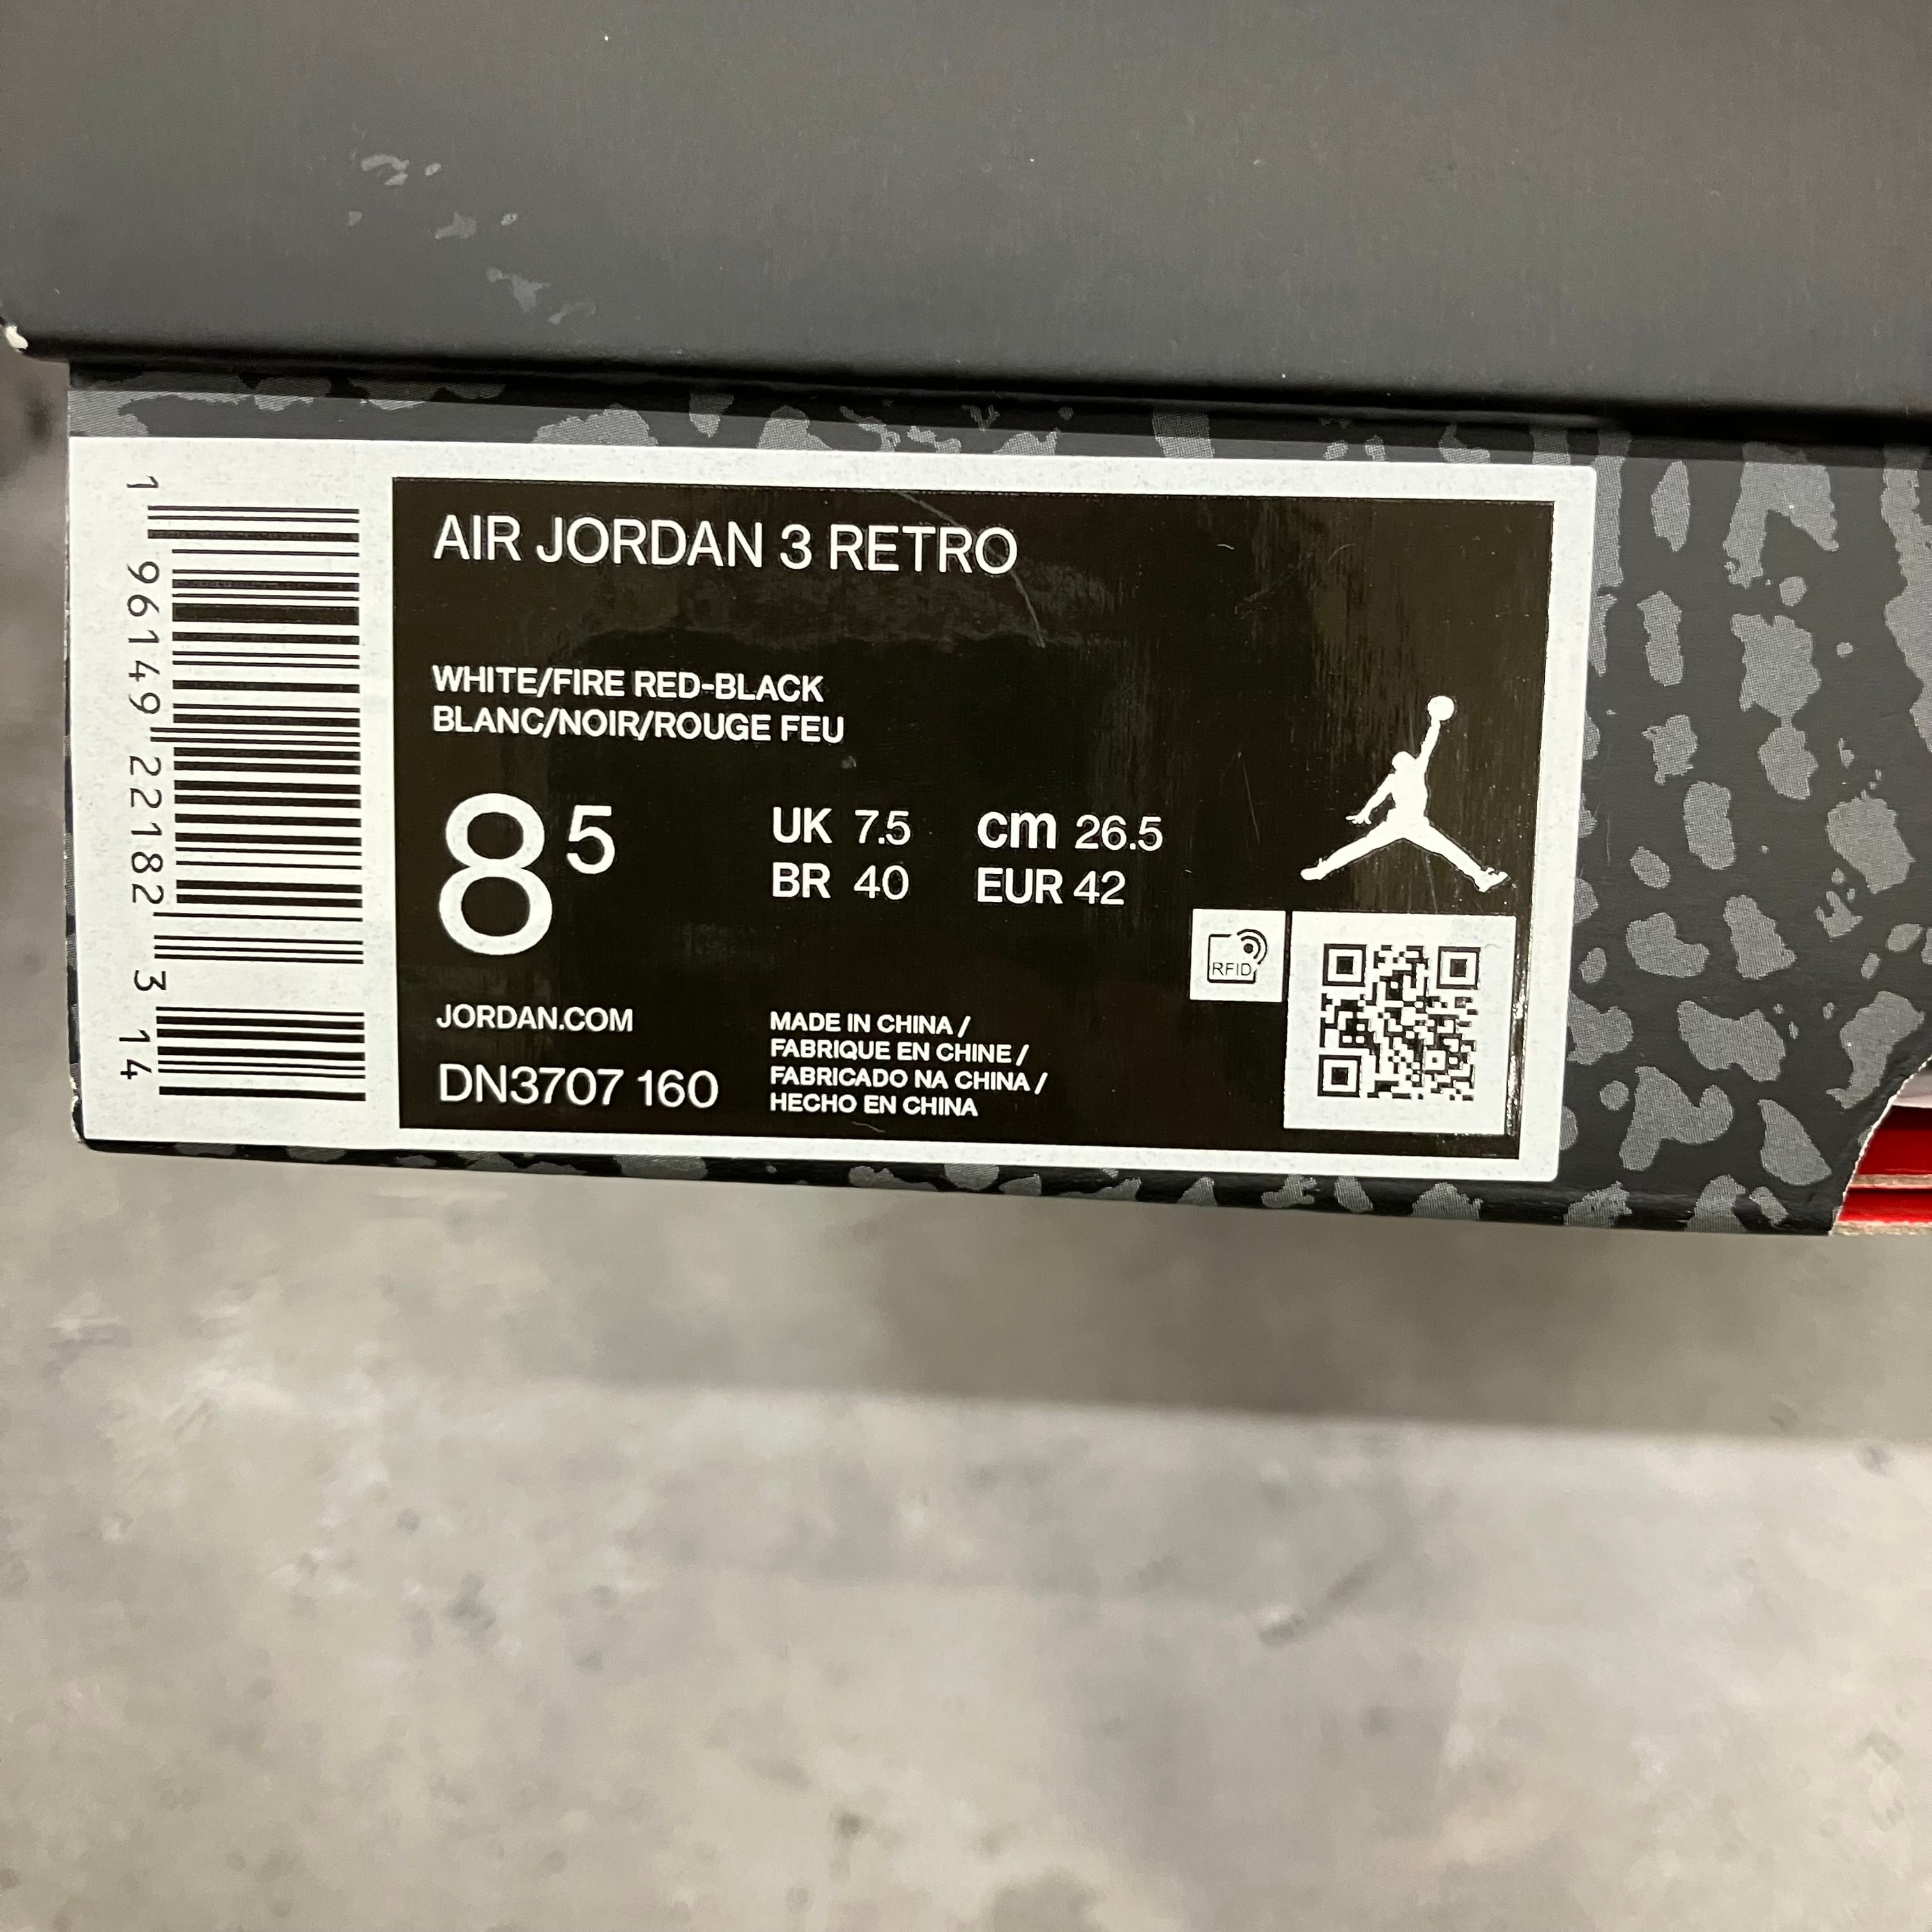 1 96149 22182 3 14
AIR JORDAN 3 RETRO
WHITE/FIRE RED-BLACK
BLANC/NOIR/ROUGE FEU
8 5
UK 7.5 cm 26.5
BR 40 EUR 42
RFID
JORDAN.COM
DN3707 160
MADE IN CHINA /
FABRIQUE EN CHINE /
FABRICADO NA CHINA /
HECHO EN CHINA